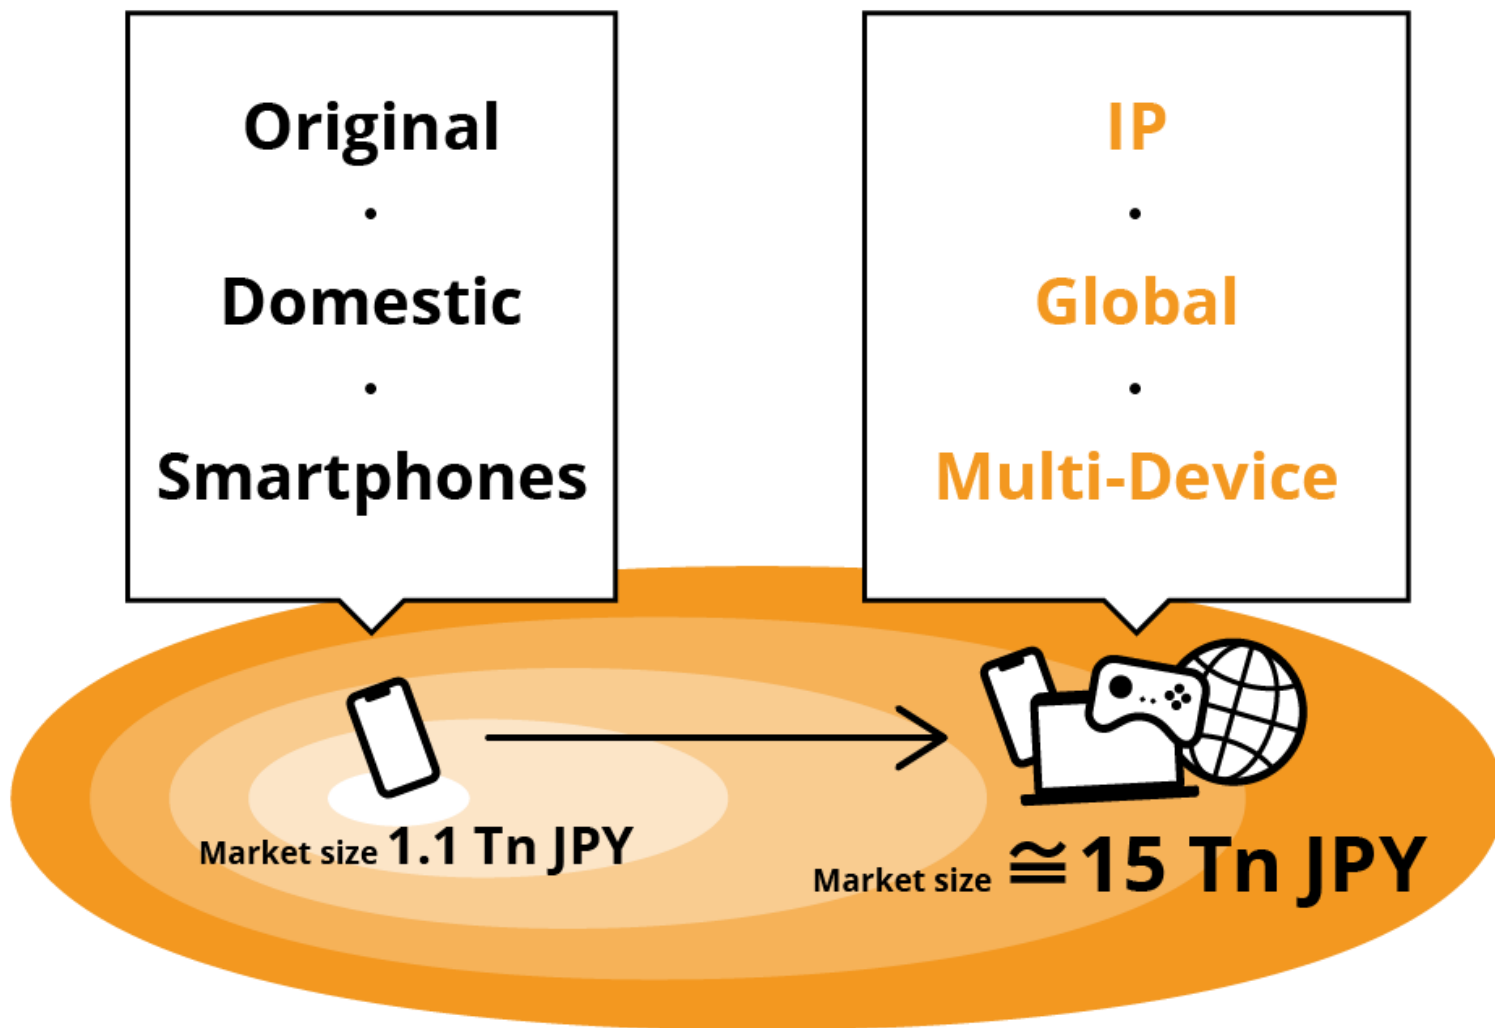 Original
・
Domestic
・
Smartphones
IP
・
Global
・
Multi-Device
Market size 1.1 Tn JPY
Market size ≅15 Tn JPY